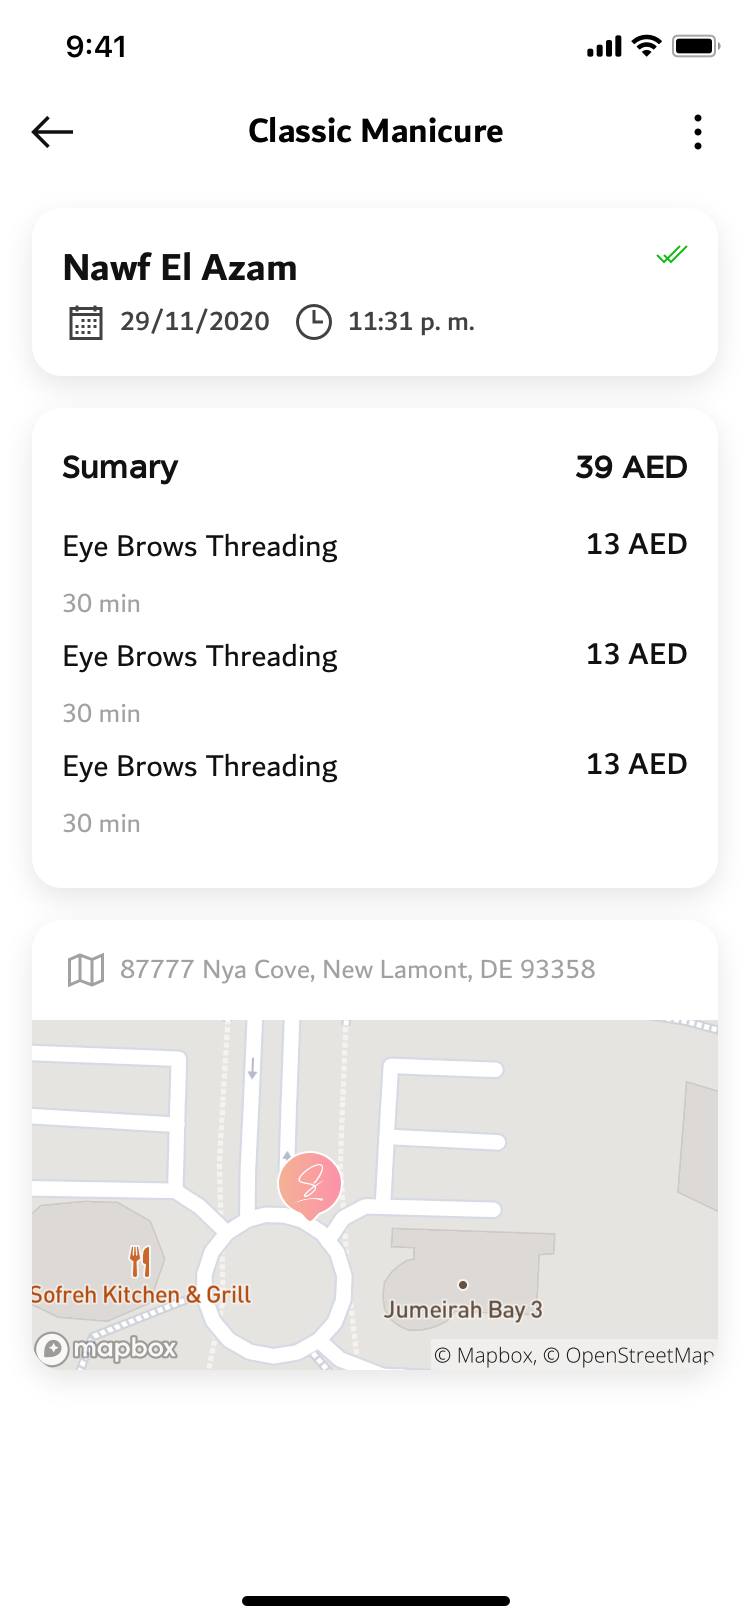 9:41
Classic Manicure
Nawf El Azam
29/11/2020 11:31 p. m.
Sumary 39 AED
Eye Brows Threading 13 AED
30 min
Eye Brows Threading 13 AED
30 min
Eye Brows Threading 13 AED
30 min
87777 Nya Cove, New Lamont, DE 93358
S
Sofreh Kitchen & Grill
Jumeirah Bay 3
mapbox
© Mapbox, © OpenStreetMap